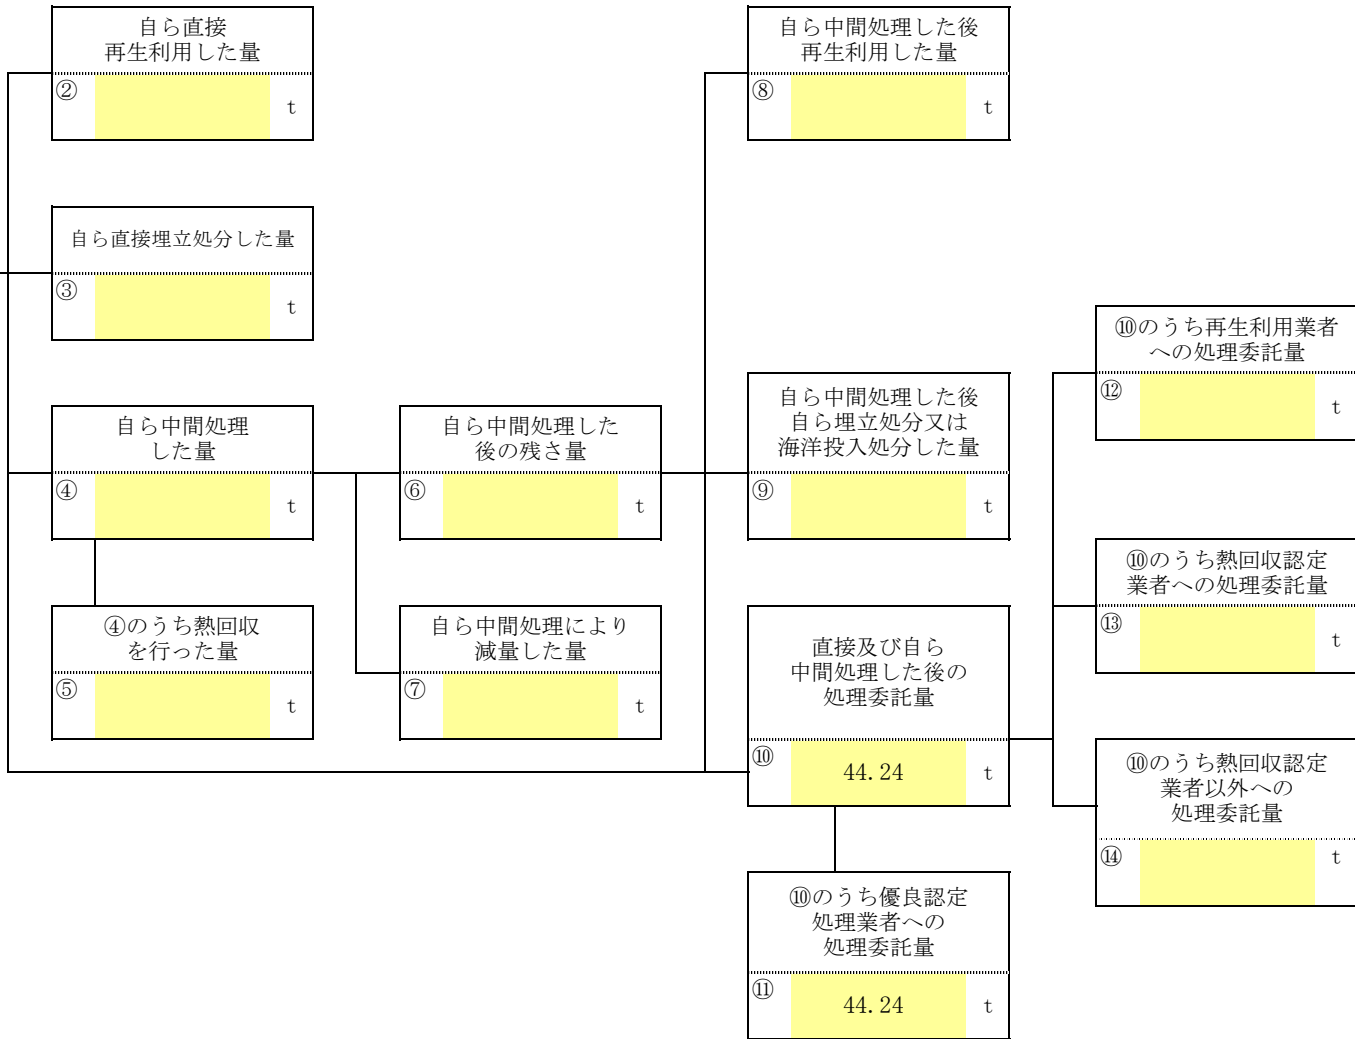 自ら直接
再生利用した量
②
t
自ら中間処理した後
再生利用した量
⑧
t
自ら直接埋立処分した量
③
t
⑩のうち再生利用業者
への処理委託量
⑫
t
自ら中間処理
した量
④
t
自ら中間処理した
後の残さ量
⑥
t
自ら中間処理した後
自ら埋立処分又は
海洋投入処分した量
⑨
t
⑩のうち熱回収認定
業者への処理委託量
⑬
t
④のうち熱回収
を行った量
⑤
t
自ら中間処理により
減量した量
⑦
t
直接及び自ら
中間処理した後の
処理委託量
⑩
44.24
t
⑩のうち熱回収認定
業者以外への
処理委託量
⑭
t
⑩のうち優良認定
処理業者への
処理委託量
⑪
44.24
t